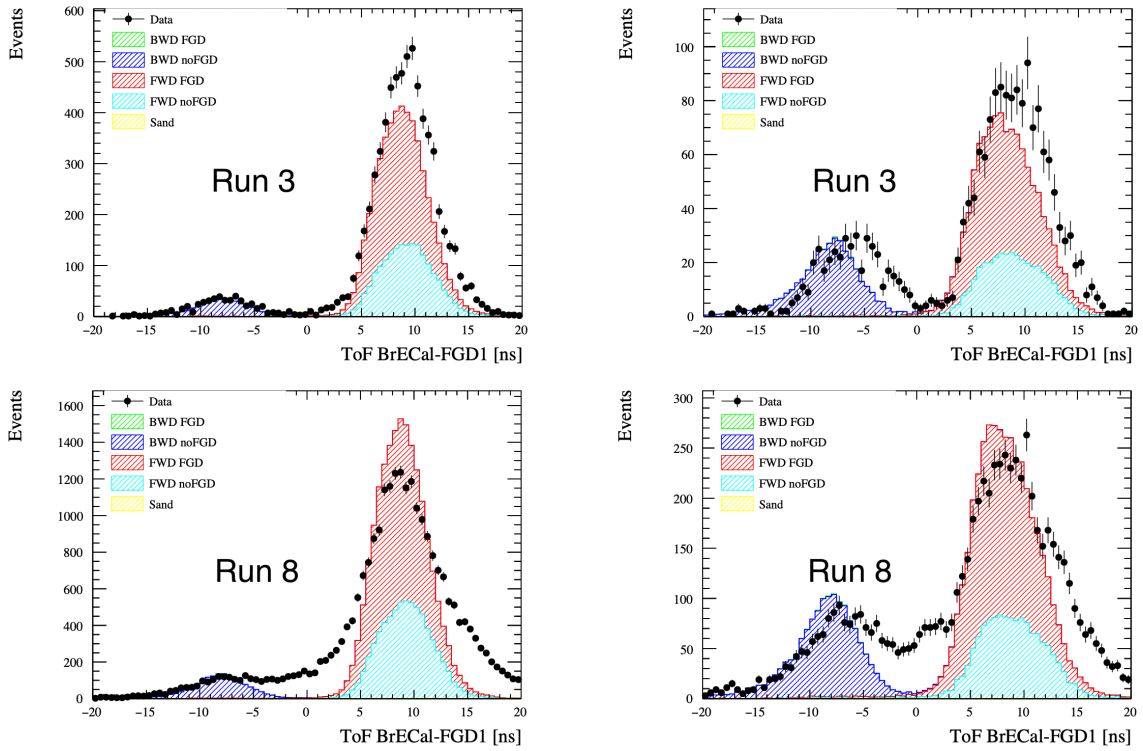 Events
600
500
400
300
200
100
0
Data
BWD FGD
BWD noFGD
FWD FGD
FWD noFGD
Sand
Run 3
−20 −15 −10 −5 0 5 10 15 20
ToF BrECal-FGD1 [ns]
Events
100
80
60
40
20
0
Data
BWD FGD
BWD noFGD
FWD FGD
FWD noFGD
Sand
Run 3
−20 −15 −10 −5 0 5 10 15 20
ToF BrECal-FGD1 [ns]
Events
1600
1400
1200
1000
800
600
400
200
0
Data
BWD FGD
BWD noFGD
FWD FGD
FWD noFGD
Sand
Run 8
−20 −15 −10 −5 0 5 10 15 20
ToF BrECal-FGD1 [ns]
Events
300
250
200
150
100
50
0
Data
BWD FGD
BWD noFGD
FWD FGD
FWD noFGD
Sand
Run 8
−20 −15 −10 −5 0 5 10 15 20
ToF BrECal-FGD1 [ns]